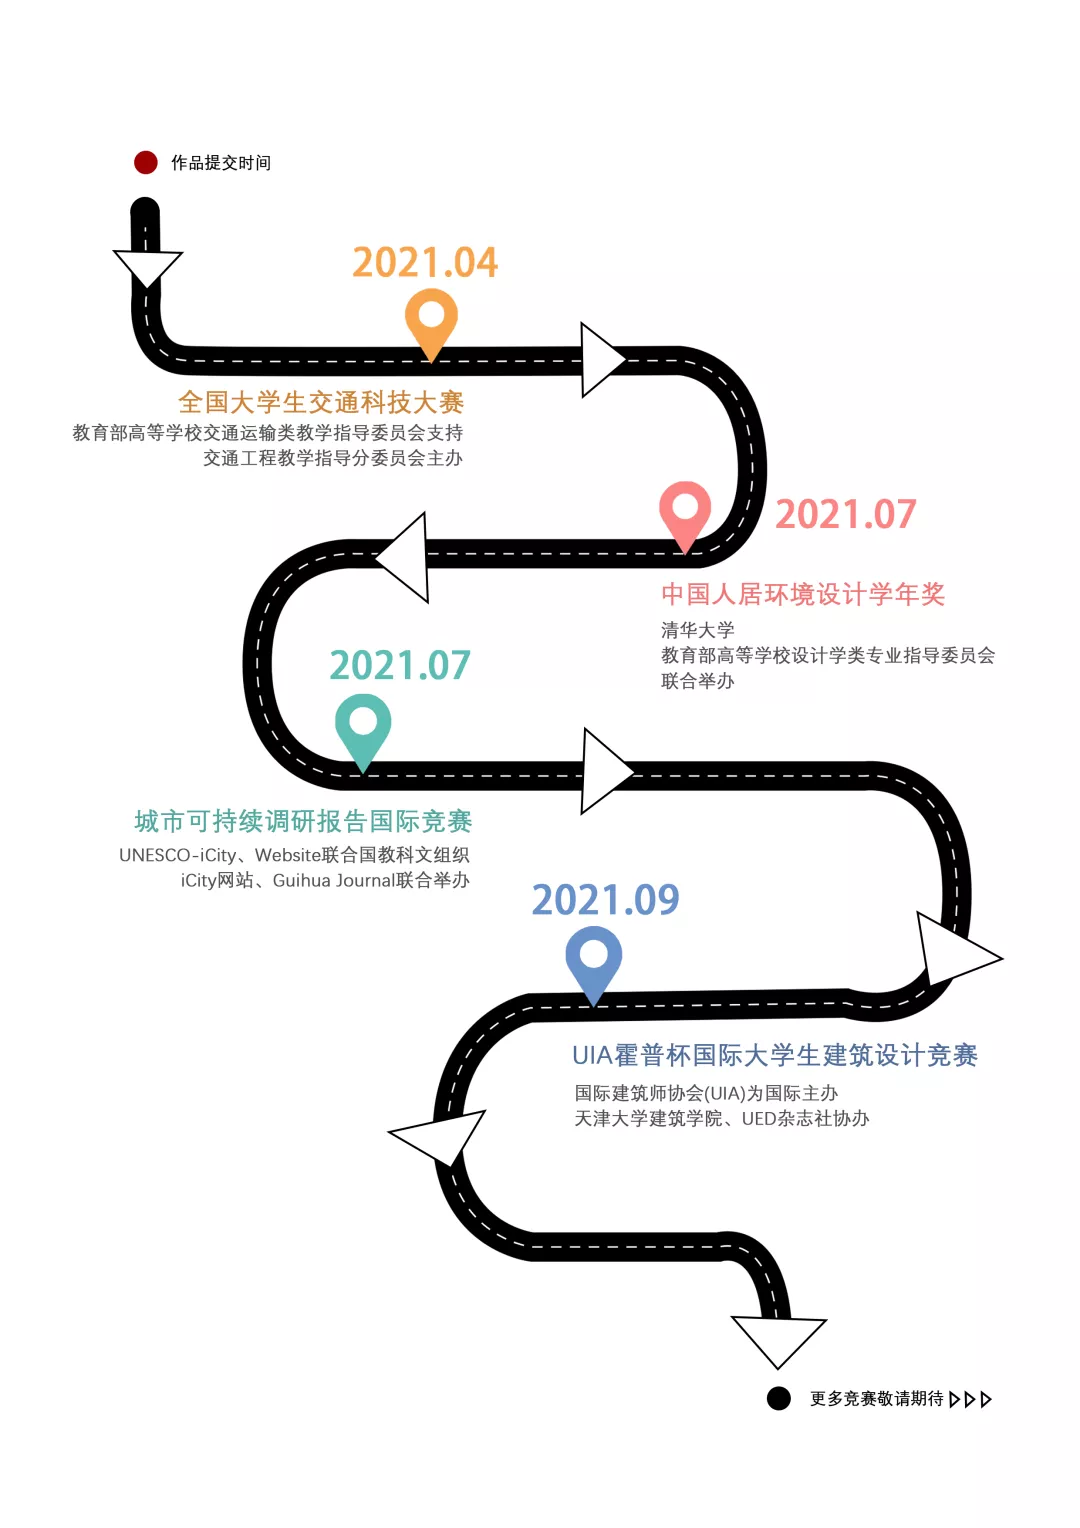 作品提交时间
2021.04
全国大学生交通科技大赛
教育部高等学校交通运输类教学指导委员会支持
交通工程教学指导分委员会主办
2021.07
中国人居环境设计学年奖
清华大学
教育部高等学校设计学类专业指导委员会
联合举办
2021.07
城市可持续调研报告国际竞赛
UNESCO-iCity、Website联合国教科文组织
iCity网站、Guihua Journal联合举办
2021.09
UIA霍普杯国际大学生建筑设计竞赛
国际建筑师协会(UIA)为国际主办
天津大学建筑学院、UED杂志社协办
更多竞赛敬请期待